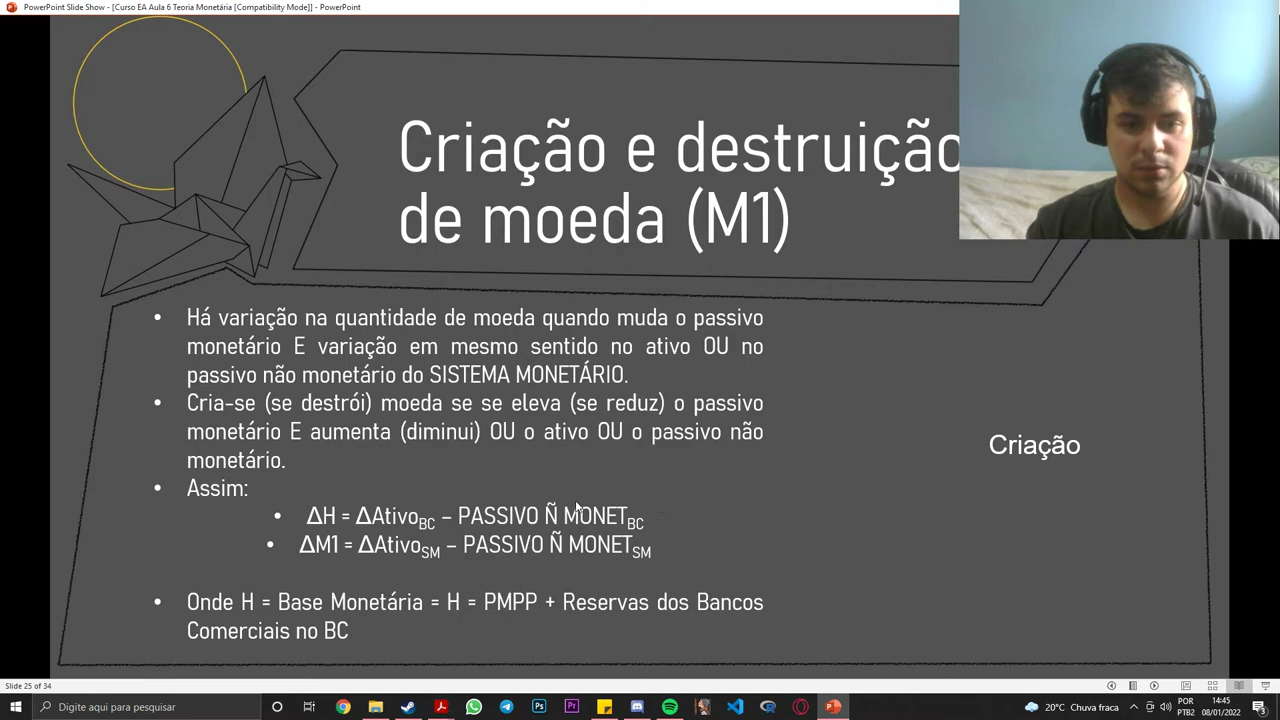 PowerPoint Slide Show - [Curso EA Aula 6 Teoria Monetária [Compatibility Mode]] - PowerPoint
Criação e destruição
de moeda (M1)
• Há variação na quantidade de moeda quando muda o passivo
monetário E variação em mesmo sentido no ativo OU no
passivo não monetário do SISTEMA MONETÁRIO.
• Cria-se (se destrói) moeda se se eleva (se reduz) o passivo
monetário E aumenta (diminui) OU o ativo OU o passivo não
monetário.
• Assim:
• ΔH = ΔAtivoBC – PASSIVO Ñ MONETBC
• ΔM1 = ΔAtivoSM – PASSIVO Ñ MONETSM
• Onde H = Base Monetária = H = PMPP + Reservas dos Bancos
Comerciais no BC
Criação
Slide 25 of 34
Digite aqui para pesquisar
20°C Chuva fraca
POR
PTB2
14:45
08/01/2022